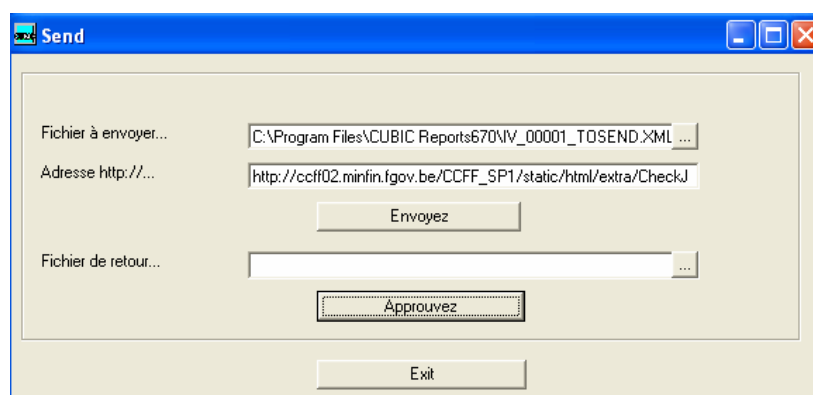 Send
Fichier à envoyer... C:\Program Files\CUBIC Reports670\IV_00001_TOSEND.XML ...
Adresse http://... http://ccff02.minfin.fgov.be/CCFF_SP1/static/html/extra/CheckJ
Envoyez
Fichier de retour... ...
Approuvez
Exit